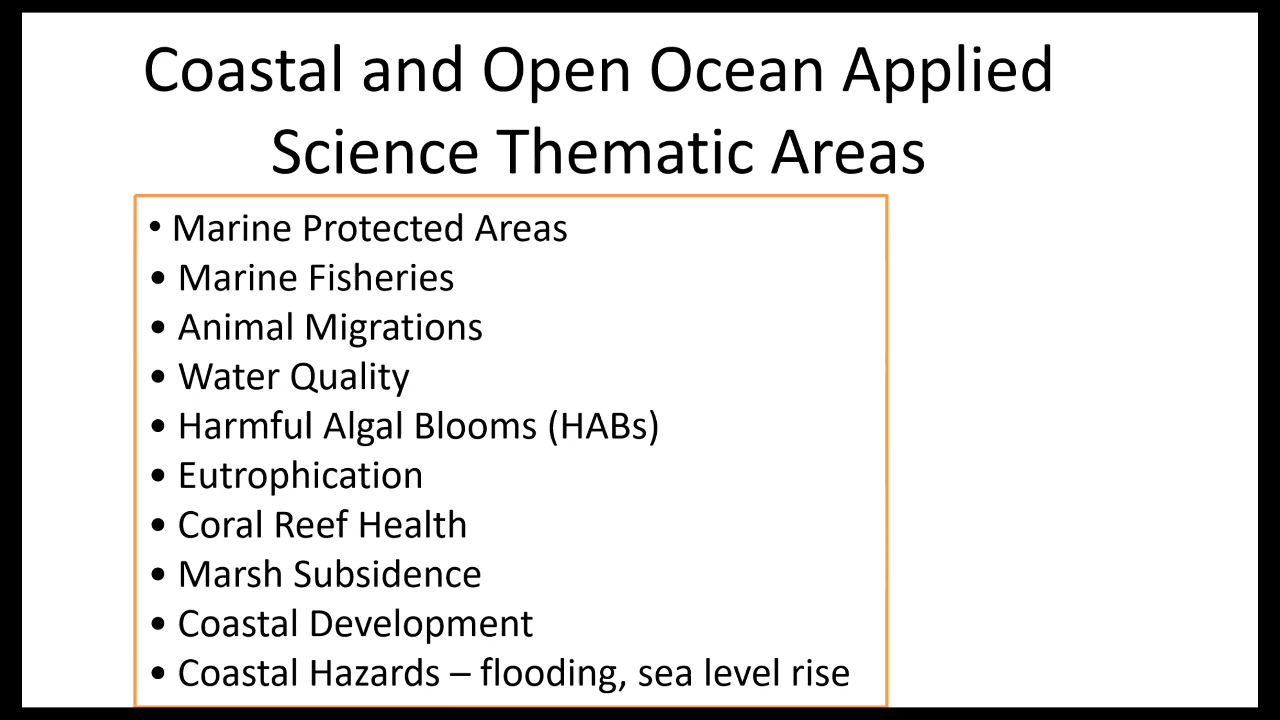 Coastal and Open Ocean Applied
Science Thematic Areas
• Marine Protected Areas
• Marine Fisheries
• Animal Migrations
• Water Quality
• Harmful Algal Blooms (HABs)
• Eutrophication
• Coral Reef Health
• Marsh Subsidence
• Coastal Development
• Coastal Hazards – flooding, sea level rise